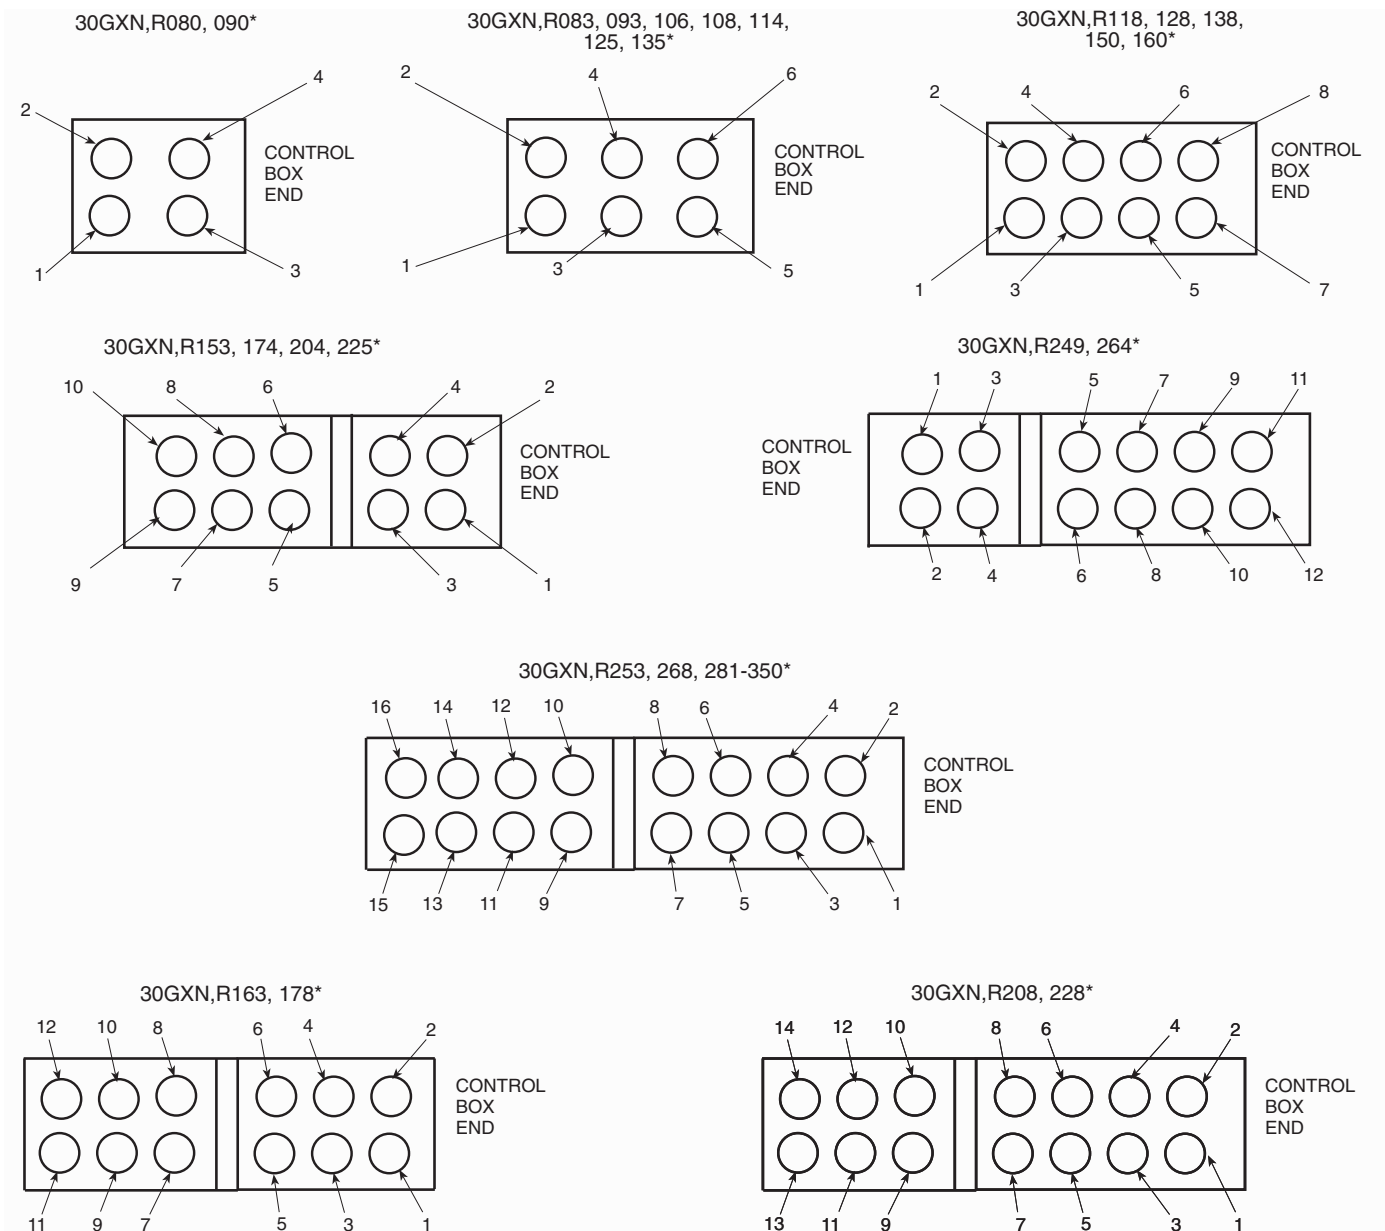 30GXN,R080, 090*
2
4
CONTROL
BOX
END
1
3
30GXN,R083, 093, 106, 108, 114,
125, 135*
2
4
6
CONTROL
BOX
END
1
3
5
30GXN,R118, 128, 138,
150, 160*
2
4
6
8
CONTROL
BOX
END
1
3
5
7
30GXN,R153, 174, 204, 225*
10
8
6
4
2
CONTROL
BOX
END
9
7
5
3
1
30GXN,R249, 264*
1
3
5
7
9
11
CONTROL
BOX
END
2
4
6
8
10
12
30GXN,R253, 268, 281-350*
16
14
12
10
8
6
4
2
CONTROL
BOX
END
15
13
11
9
7
5
3
1
30GXN,R163, 178*
12
10
8
6
4
2
CONTROL
BOX
END
11
9
7
5
3
1
30GXN,R208, 228*
14
12
10
8
6
4
2
CONTROL
BOX
END
13
11
9
7
5
3
1